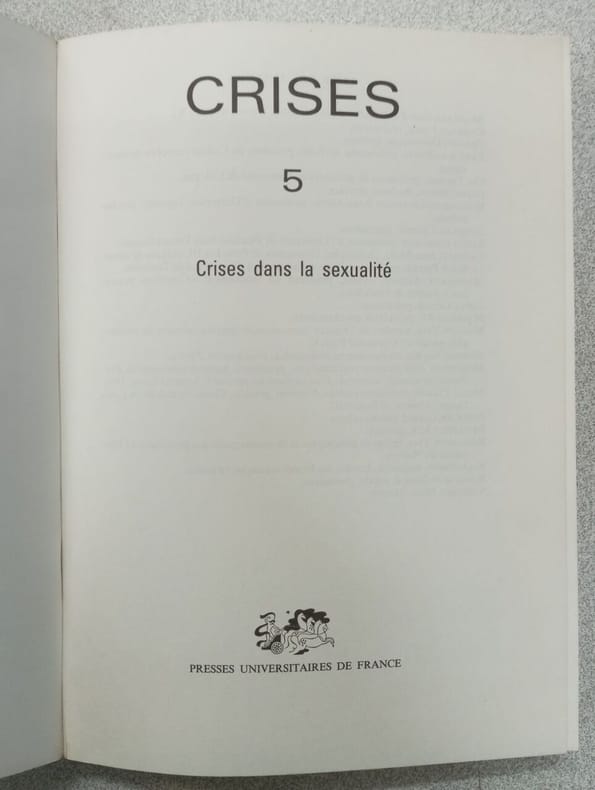 CRISES
5
Crises dans la sexualité
PRESSES UNIVERSITAIRES DE FRANCE